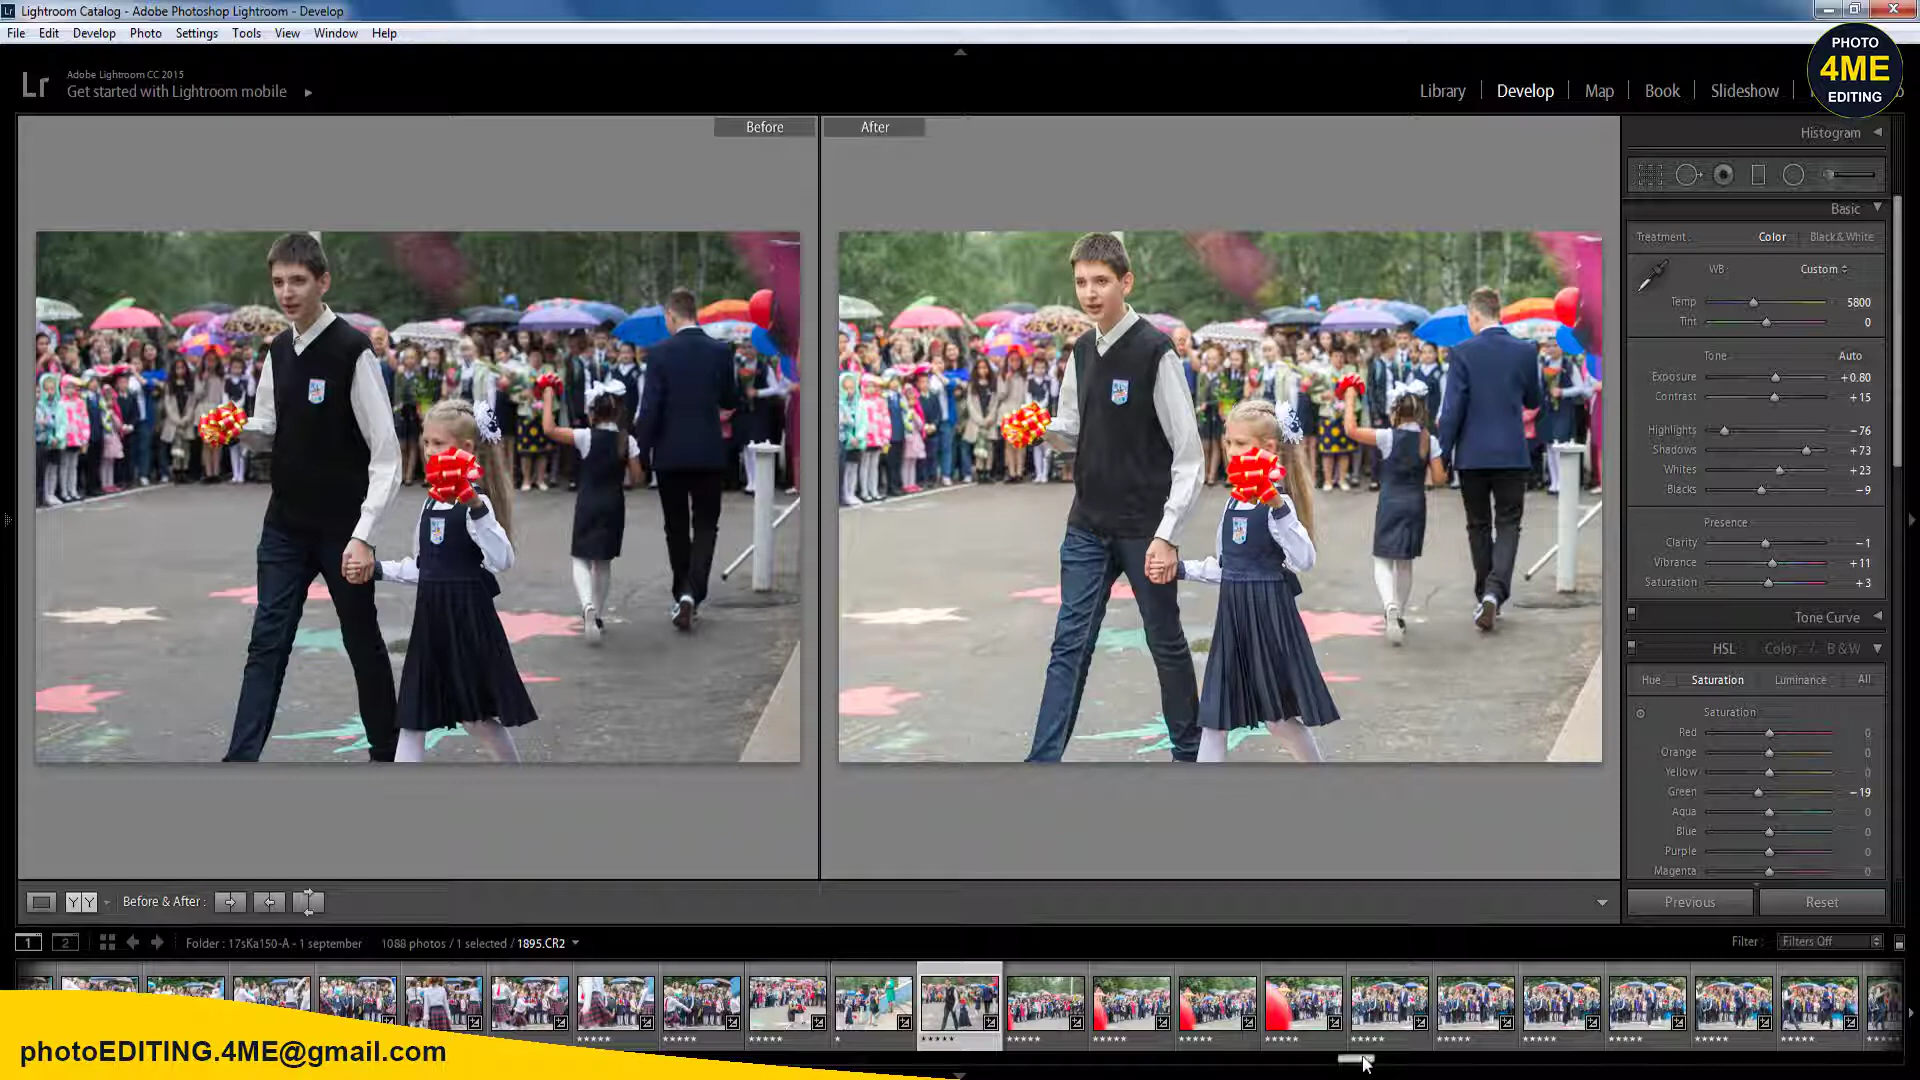 Lightroom Catalog - Adobe Photoshop Lightroom - Develop
File Edit Develop Photo Settings Tools View Window Help
PHOTO
4ME
EDITING
Lr
Adobe Lightroom CC 2015
Get started with Lightroom mobile
Library Develop Map Book Slideshow
Before After
Histogram
Basic
Treatment: Color Black & White
WB: Custom
Temp 5800
Tint 0
Tone Auto
Exposure +0.80
Contrast +15
Highlights −76
Shadows +73
Whites +23
Blacks −9
Presence
Clarity −1
Vibrance +11
Saturation +3
Tone Curve
HSL / Color / B & W
Hue Saturation Luminance All
Saturation
Red 0
Orange 0
Yellow 0
Green −19
Aqua 0
Blue 0
Purple 0
Magenta 0
YY Before & After:
Previous Reset
1 2 Folder : 17sKa150-A - 1 september 1088 photos / 1 selected / 1895.CR2
Filter: Filters Off
photoEDITING.4ME@gmail.com